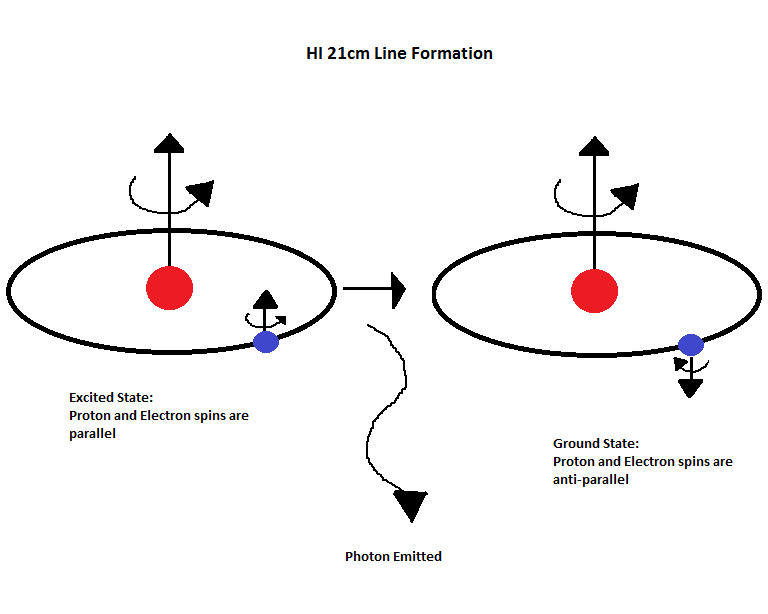 HI 21cm Line Formation
Excited State:
Proton and Electron spins are
parallel
Ground State:
Proton and Electron spins are
anti-parallel
Photon Emitted